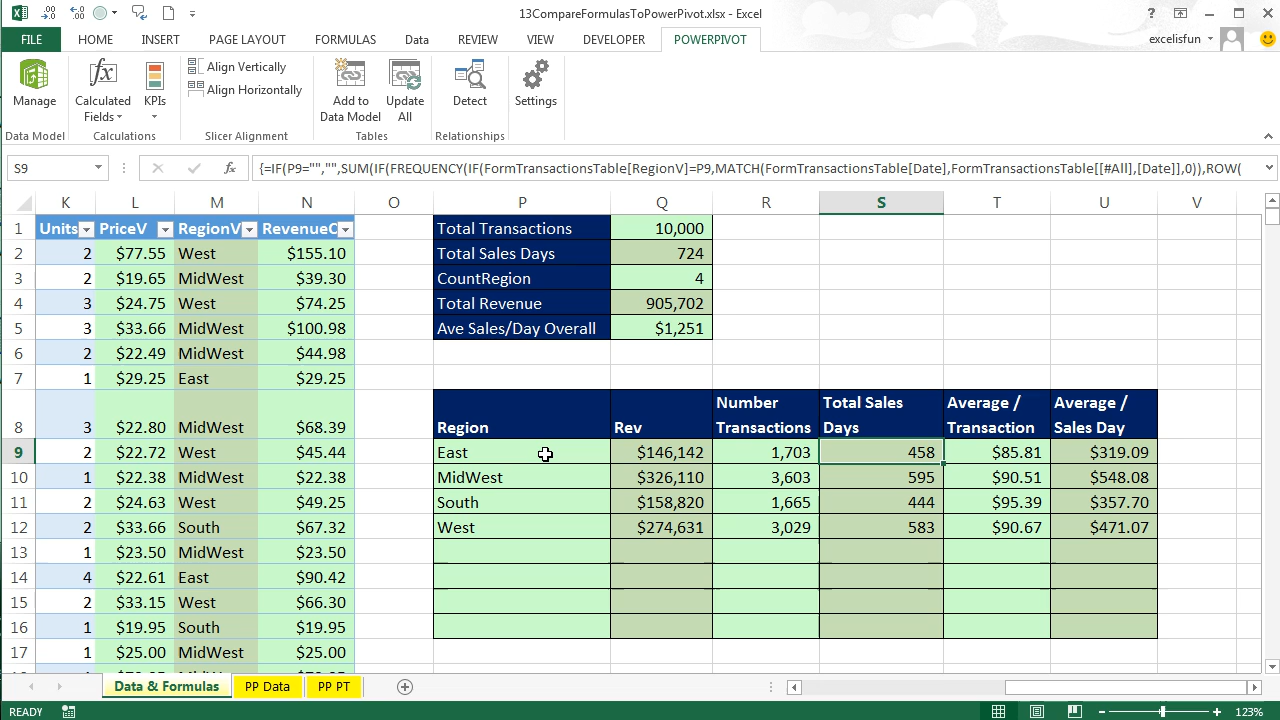 13CompareFormulasToPowerPivot.xlsx - Excel
FILE HOME INSERT PAGE LAYOUT FORMULAS Data REVIEW VIEW DEVELOPER POWERPIVOT excelisfun
Manage
Calculated Fields
KPIs
Align Vertically
Align Horizontally
Add to Data Model
Update All
Detect
Settings
Data Model Calculations Slicer Alignment Tables Relationships
S9 {=IF(P9="","",SUM(IF(FREQUENCY(IF(FormTransactionsTable[RegionV]=P9,MATCH(FormTransactionsTable[Date],FormTransactionsTable[[#All],[Date]],0)),ROW(
K L M N O P Q R S T U V
1 Units PriceV RegionV RevenueC Total Transactions 10,000
2 2 $77.55 West $155.10 Total Sales Days 724
3 2 $19.65 MidWest $39.30 CountRegion 4
4 3 $24.75 West $74.25 Total Revenue 905,702
5 3 $33.66 MidWest $100.98 Ave Sales/Day Overall $1,251
6 2 $22.49 MidWest $44.98
7 1 $29.25 East $29.25
8 3 $22.80 MidWest $68.39 Region Rev Number Transactions Total Sales Days Average / Transaction Average / Sales Day
9 2 $22.72 West $45.44 East $146,142 1,703 458 $85.81 $319.09
10 1 $22.38 MidWest $22.38 MidWest $326,110 3,603 595 $90.51 $548.08
11 2 $24.63 West $49.25 South $158,820 1,665 444 $95.39 $357.70
12 2 $33.66 South $67.32 West $274,631 3,029 583 $90.67 $471.07
13 1 $23.50 MidWest $23.50
14 4 $22.61 East $90.42
15 2 $33.15 West $66.30
16 1 $19.95 South $19.95
17 1 $25.00 MidWest $25.00
Data & Formulas PP Data PP PT
READY 123%